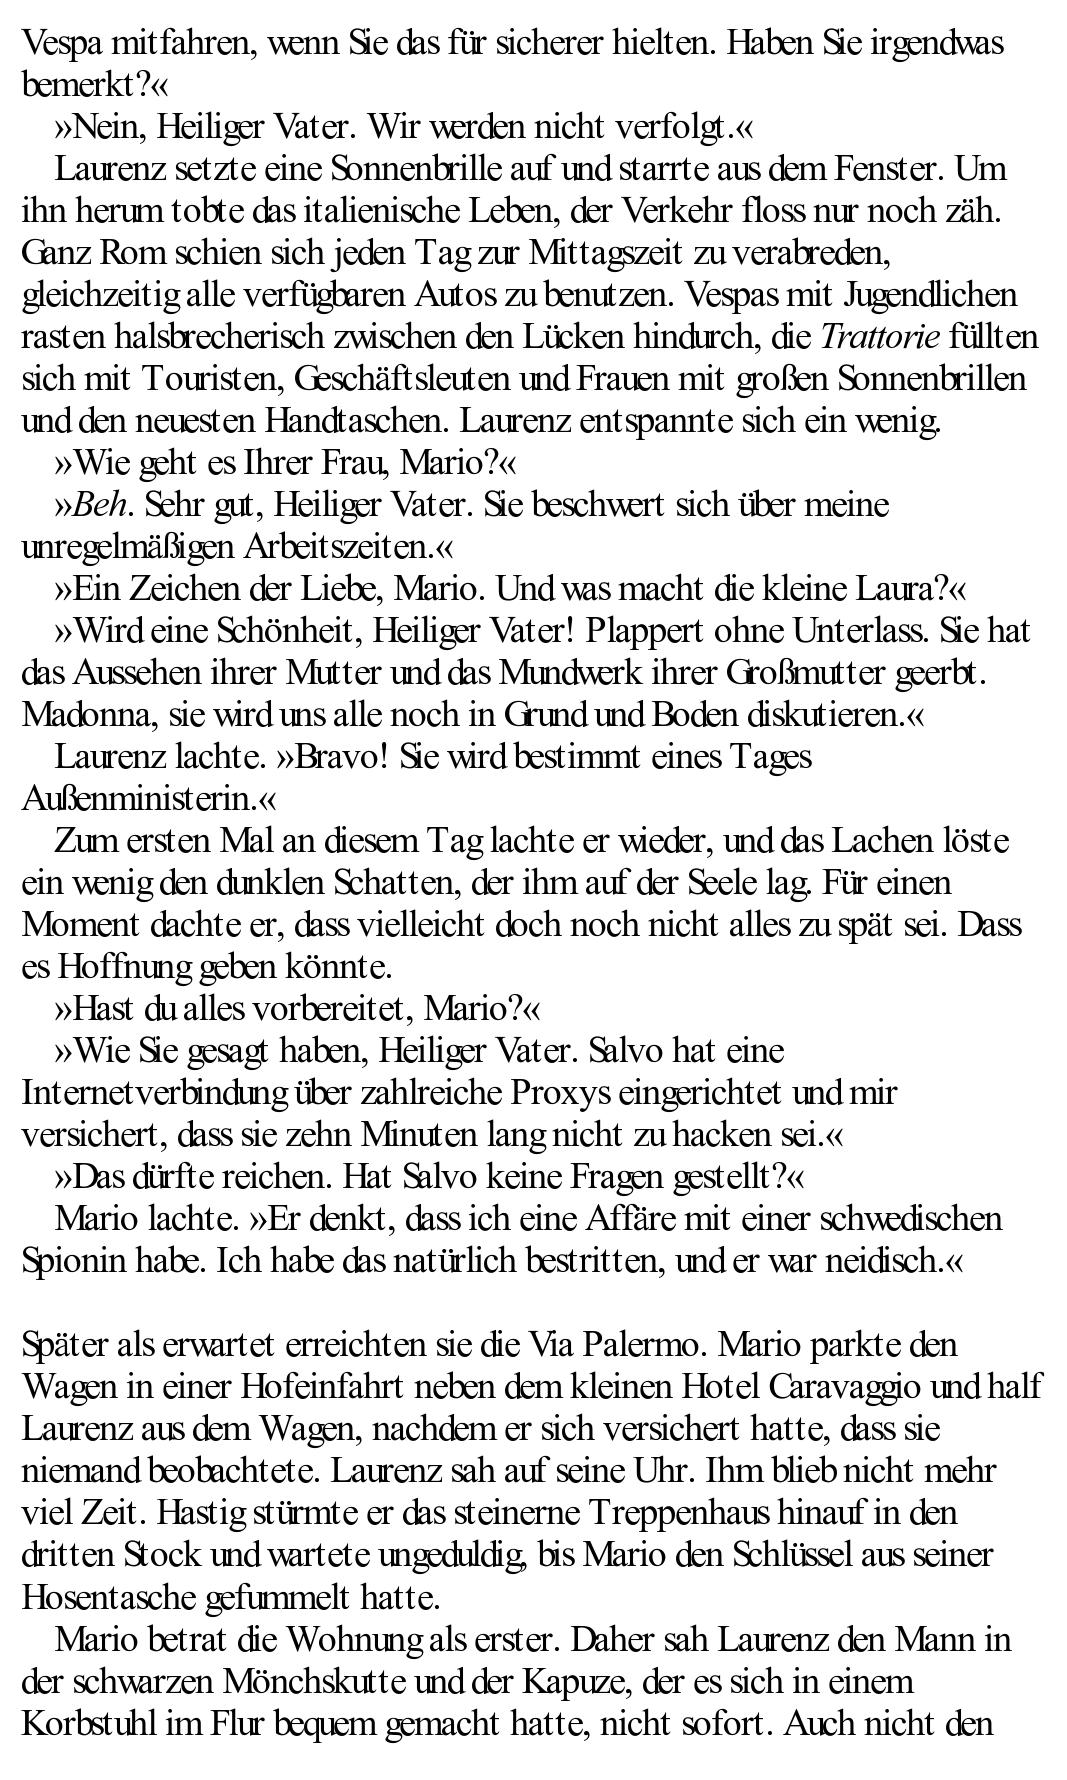 Vespa mitfahren, wenn Sie das für sicherer hielten. Haben Sie irgendwas
bemerkt?«
»Nein, Heiliger Vater. Wir werden nicht verfolgt.«
Laurenz setzte eine Sonnenbrille auf und starrte aus dem Fenster. Um
ihn herum tobte das italienische Leben, der Verkehr floss nur noch zäh.
Ganz Rom schien sich jeden Tag zur Mittagszeit zu verabreden,
gleichzeitig alle verfügbaren Autos zu benutzen. Vespas mit Jugendlichen
rasten halsbrecherisch zwischen den Lücken hindurch, die Trattorie füllten
sich mit Touristen, Geschäftsleuten und Frauen mit großen Sonnenbrillen
und den neuesten Handtaschen. Laurenz entspannte sich ein wenig.
»Wie geht es Ihrer Frau, Mario?«
»Beh. Sehr gut, Heiliger Vater. Sie beschwert sich über meine
unregelmäßigen Arbeitszeiten.«
»Ein Zeichen der Liebe, Mario. Und was macht die kleine Laura?«
»Wird eine Schönheit, Heiliger Vater! Plappert ohne Unterlass. Sie hat
das Aussehen ihrer Mutter und das Mundwerk ihrer Großmutter geerbt.
Madonna, sie wird uns alle noch in Grund und Boden diskutieren.«
Laurenz lachte. »Bravo! Sie wird bestimmt eines Tages
Außenministerin.«
Zum ersten Mal an diesem Tag lachte er wieder, und das Lachen löste
ein wenig den dunklen Schatten, der ihm auf der Seele lag. Für einen
Moment dachte er, dass vielleicht doch noch nicht alles zu spät sei. Dass
es Hoffnung geben könnte.
»Hast du alles vorbereitet, Mario?«
»Wie Sie gesagt haben, Heiliger Vater. Salvo hat eine
Internetverbindung über zahlreiche Proxys eingerichtet und mir
versichert, dass sie zehn Minuten lang nicht zu hacken sei.«
»Das dürfte reichen. Hat Salvo keine Fragen gestellt?«
Mario lachte. »Er denkt, dass ich eine Affäre mit einer schwedischen
Spionin habe. Ich habe das natürlich bestritten, und er war neidisch.«
Später als erwartet erreichten sie die Via Palermo. Mario parkte den
Wagen in einer Hofeinfahrt neben dem kleinen Hotel Caravaggio und half
Laurenz aus dem Wagen, nachdem er sich versichert hatte, dass sie
niemand beobachtete. Laurenz sah auf seine Uhr. Ihm blieb nicht mehr
viel Zeit. Hastig stürmte er das steinerne Treppenhaus hinauf in den
dritten Stock und wartete ungeduldig, bis Mario den Schlüssel aus seiner
Hosentasche gefummelt hatte.
Mario betrat die Wohnung als erster. Daher sah Laurenz den Mann in
der schwarzen Mönchskutte und der Kapuze, der es sich in einem
Korbstuhl im Flur bequem gemacht hatte, nicht sofort. Auch nicht den